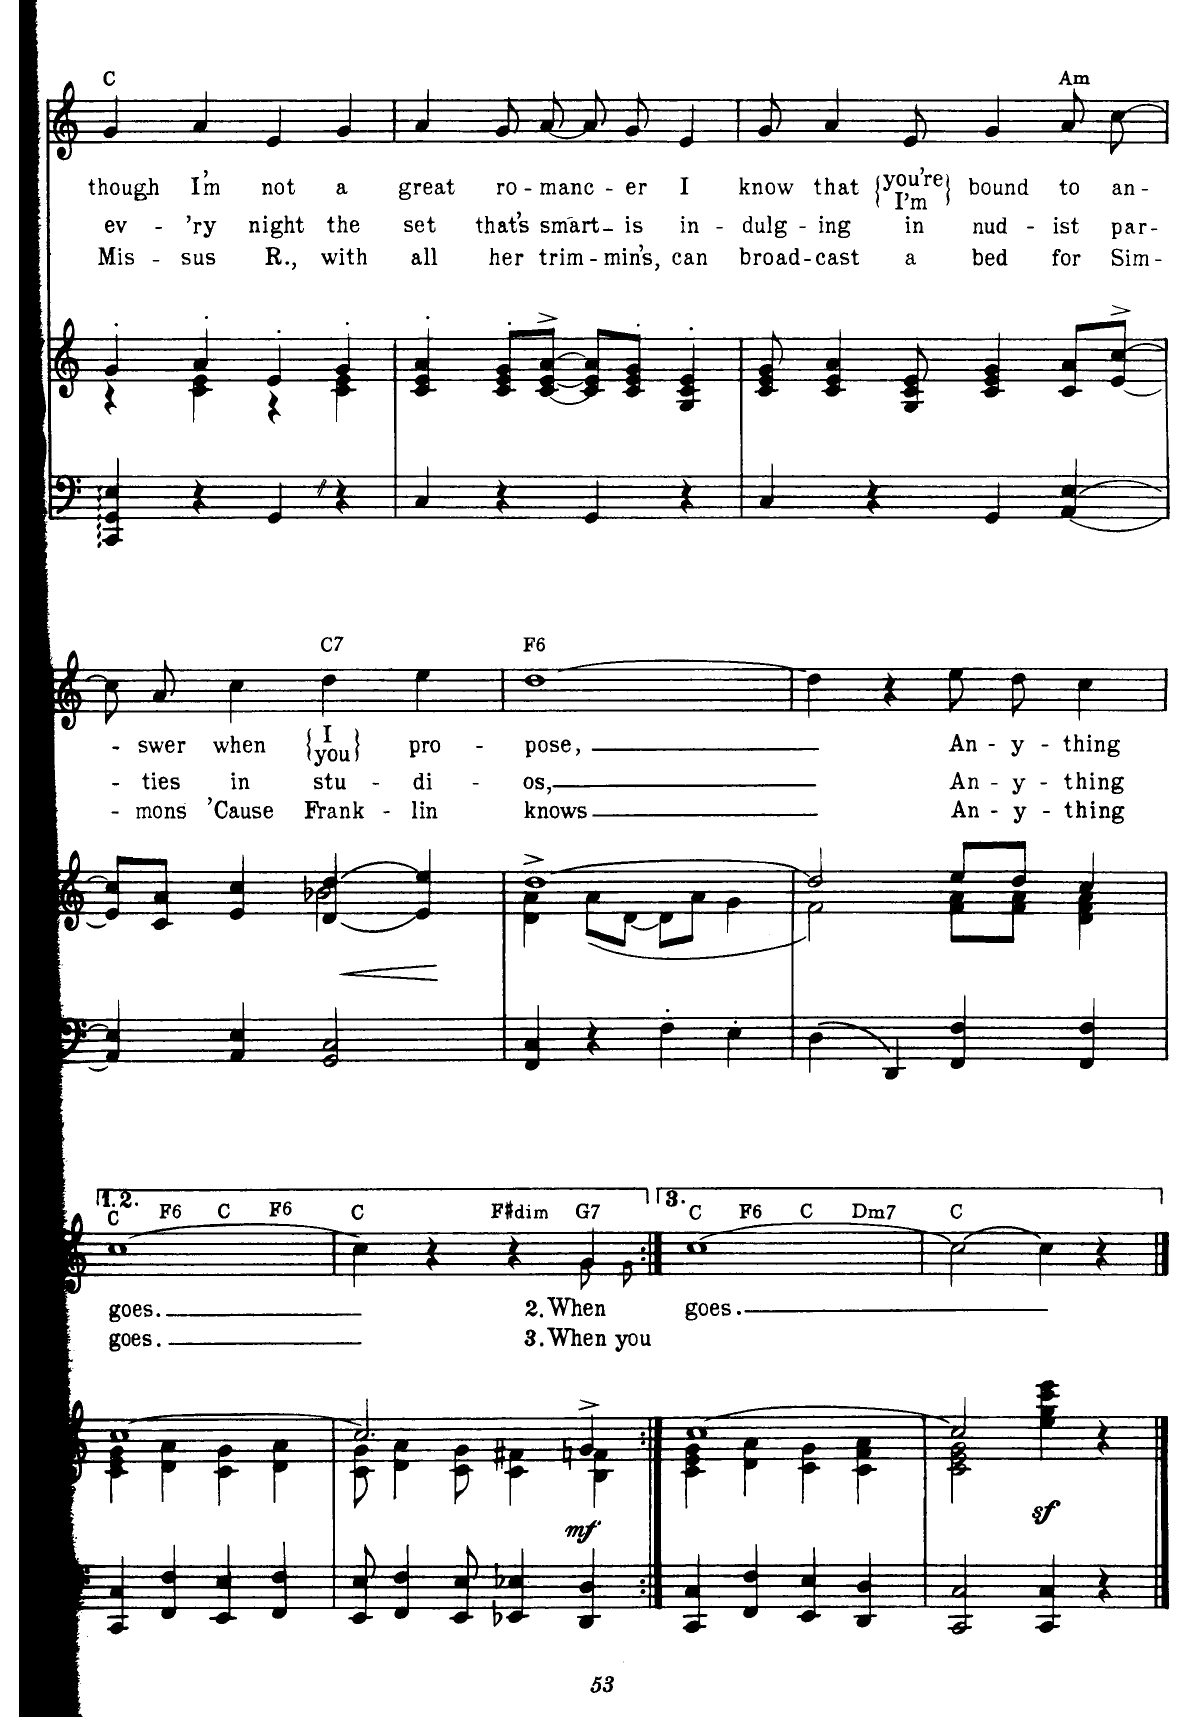 C Am
though I'm not a great ro - manc - er I know that {you're bound to an -
I'm}
ev - 'ry night the set that's smart - is in - dulg - ing in nud - ist par -
Mis - sus R., with all her trim - min's, can broad - cast a bed for Sim -
C7 F6
- swer when {I pro - pose, An - y - thing
you}
- ties in stu - di - os, An - y - thing
- mons 'Cause Frank - lin knows An - y - thing
1. 2. 3.
C F6 C F6 C F#dim G7 C F6 C Dm7 C
goes. 2. When goes.
goes. 3. When you
mf sf
53